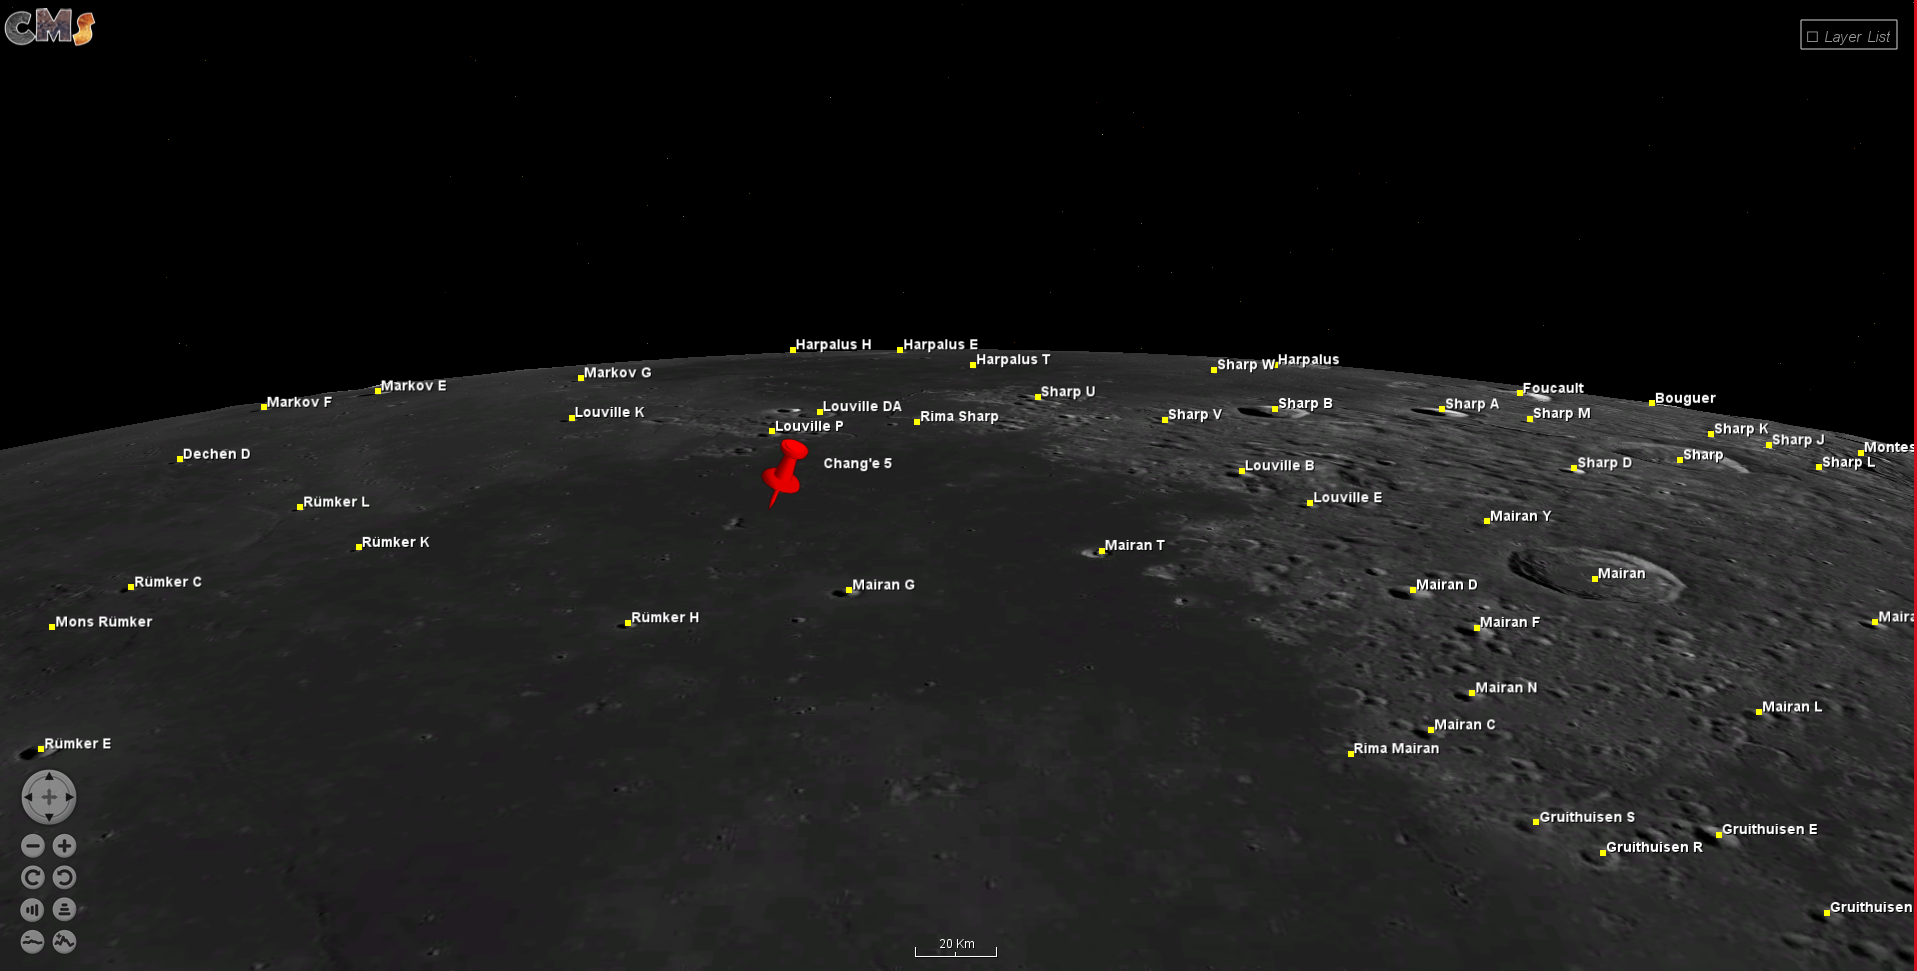 CMs
Layer List
Harpalus H
Harpalus E
Harpalus T
Sharp W
Harpalus
Markov G
Markov E
Markov F
Foucault
Bouguer
Sharp U
Louville K
Louville DA
Rima Sharp
Sharp V
Sharp B
Sharp A
Sharp M
Louville P
Sharp K
Sharp J
Montes
Dechen D
Chang'e 5
Louville B
Sharp D
Sharp
Sharp L
Rümker L
Louville E
Mairan Y
Rümker K
Mairan T
Rümker C
Mairan G
Mairan D
Mairan
Mons Rümker
Rümker H
Mairan F
Maira
Mairan N
Mairan L
Mairan C
Rümker E
Rima Mairan
Gruithuisen S
Gruithuisen E
Gruithuisen R
Gruithuisen
20 Km